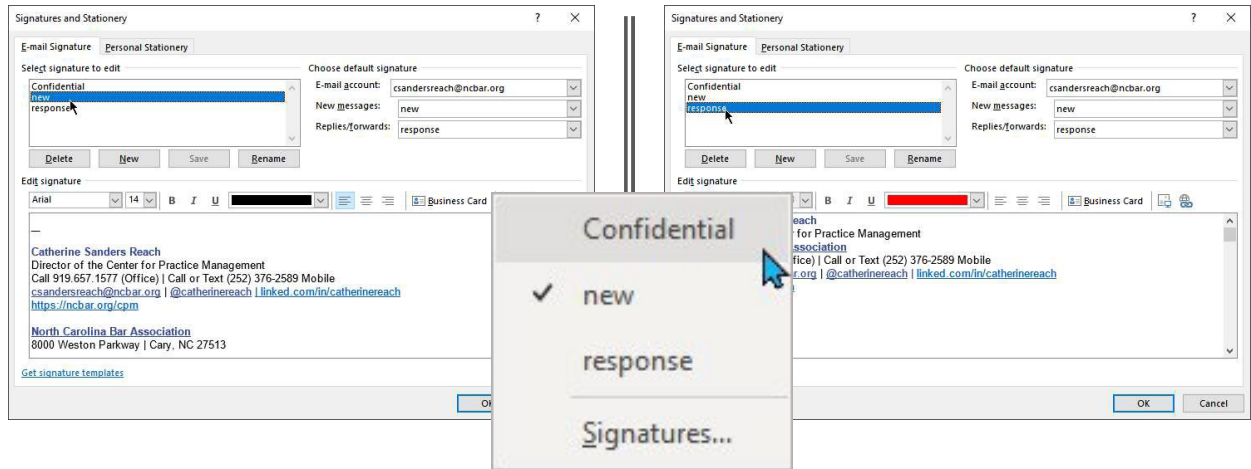 Signatures and Stationery ? ×
E-mail Signature Personal Stationery
Select signature to edit
Confidential
new
response
Delete New Save Rename
Choose default signature
E-mail account: csandersreach@ncbar.org
New messages: new
Replies/forwards: response
Edit signature
Arial 14 B I U Business Card
—
Catherine Sanders Reach
Director of the Center for Practice Management
Call 919.657.1577 (Office) | Call or Text (252) 376-2589 Mobile
csandersreach@ncbar.org | @catherinereach | linked.com/in/catherinereach
https://ncbar.org/cpm
North Carolina Bar Association
8000 Weston Parkway | Cary, NC 27513
Get signature templates
Confidential
new
response
Signatures...
Signatures and Stationery ? ×
E-mail Signature Personal Stationery
Select signature to edit
Confidential
new
response
Delete New Save Rename
Choose default signature
E-mail account: csandersreach@ncbar.org
New messages: new
Replies/forwards: response
Edit signature
B I U Business Card
for Practice Management
| Call or Text (252) 376-2589 Mobile
| @catherinereach | linked.com/in/catherinereach
OK Cancel